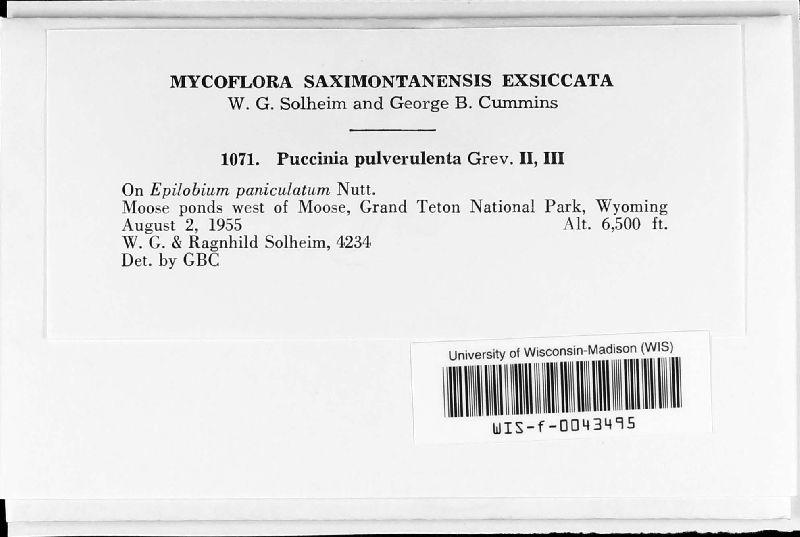 MYCOFLORA SAXIMONTANENSIS EXSICCATA
W. G. Solheim and George B. Cummins
1071. Puccinia pulverulenta Grev. II, III
On Epilobium paniculatum Nutt.
Moose ponds west of Moose, Grand Teton National Park, Wyoming
August 2, 1955 Alt. 6,500 ft.
W. G. & Ragnhild Solheim, 4234
Det. by GBC
University of Wisconsin-Madison (WIS)
WIS-f-0043495